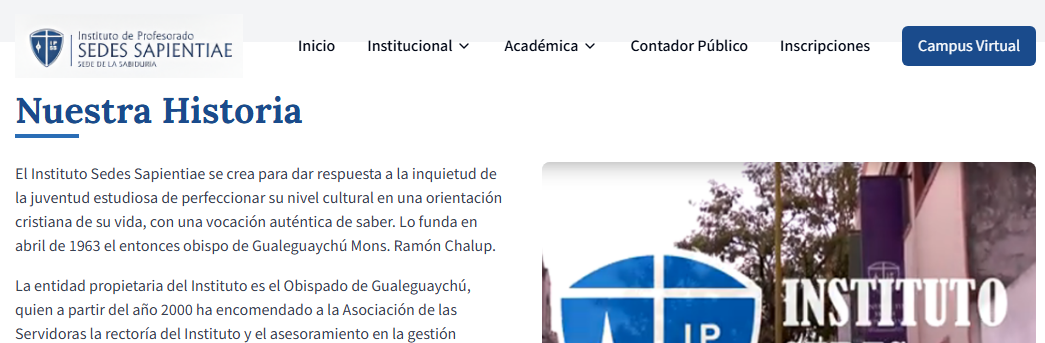 Instituto de Profesorado
SEDES SAPIENTIAE
SEDE DE LA SABIDURIA
Inicio
Institucional
Académica
Contador Público
Inscripciones
Campus Virtual
Nuestra Historia
El Instituto Sedes Sapientiae se crea para dar respuesta a la inquietud de
la juventud estudiosa de perfeccionar su nivel cultural en una orientación
cristiana de su vida, con una vocación auténtica de saber. Lo funda en
abril de 1963 el entonces obispo de Gualeguaychú Mons. Ramón Chalup.
La entidad propietaria del Instituto es el Obispado de Gualeguaychú,
quien a partir del año 2000 ha encomendado a la Asociación de las
Servidoras la rectoría del Instituto y el asesoramiento en la gestión
INSTITUTO
I.P